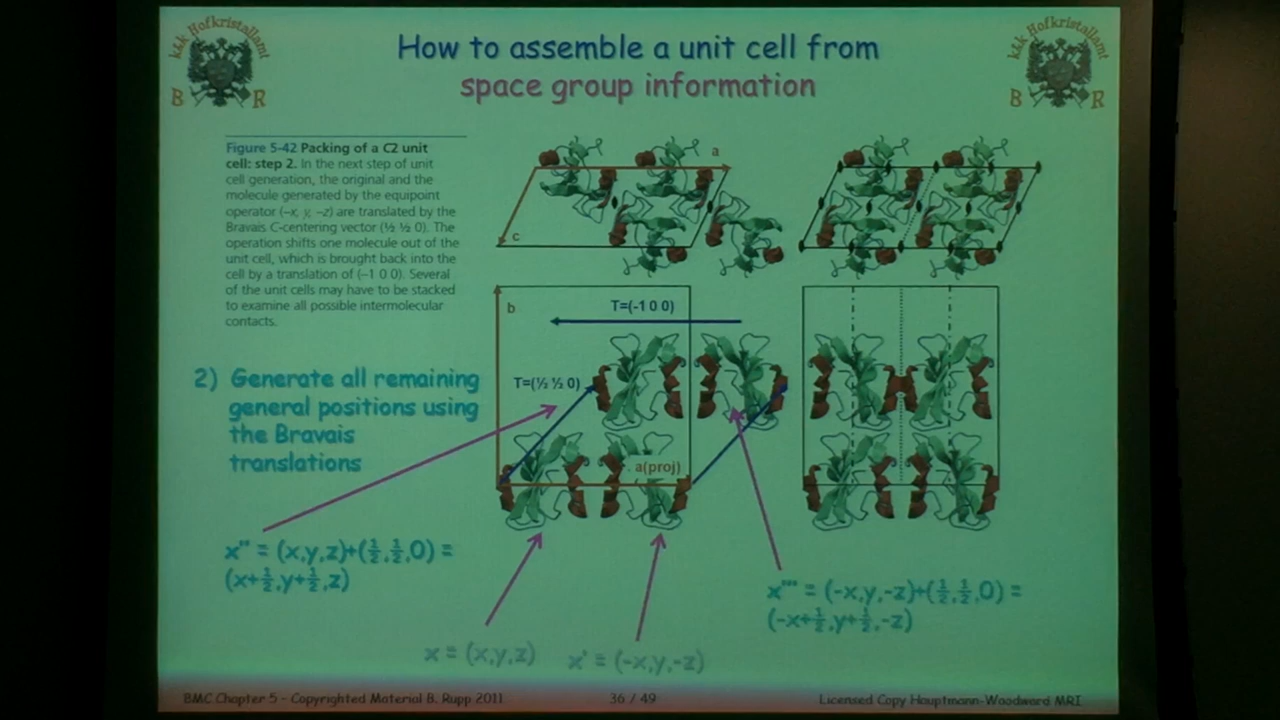 k&k Hofkristallamt
B R
How to assemble a unit cell from
space group information
k&k Hofkristallamt
B R
Figure 5-42 Packing of a C2 unit
cell: step 2. In the next step of unit
cell generation, the original and the
molecule generated by the equipoint
operator (–x, y, –z) are translated by the
Bravais C-centering vector (½ ½ 0). The
operation shifts one molecule out of the
unit cell, which is brought back into the
cell by a translation of (–1 0 0). Several
of the unit cells may have to be stacked
to examine all possible intermolecular
contacts.
a
c
b
T=(-1 0 0)
T=(½ ½ 0)
a(proj)
2) Generate all remaining
general positions using
the Bravais
translations
x'' = (x,y,z)+(½,½,0) =
(x+½,y+½,z)
x = (x,y,z)
x' = (-x,y,-z)
x''' = (-x,y,-z)+(½,½,0) =
(-x+½,y+½,-z)
BMC Chapter 5 - Copyrighted Material B. Rupp 2011
36 / 49
Licensed Copy Hauptmann-Woodward MRI